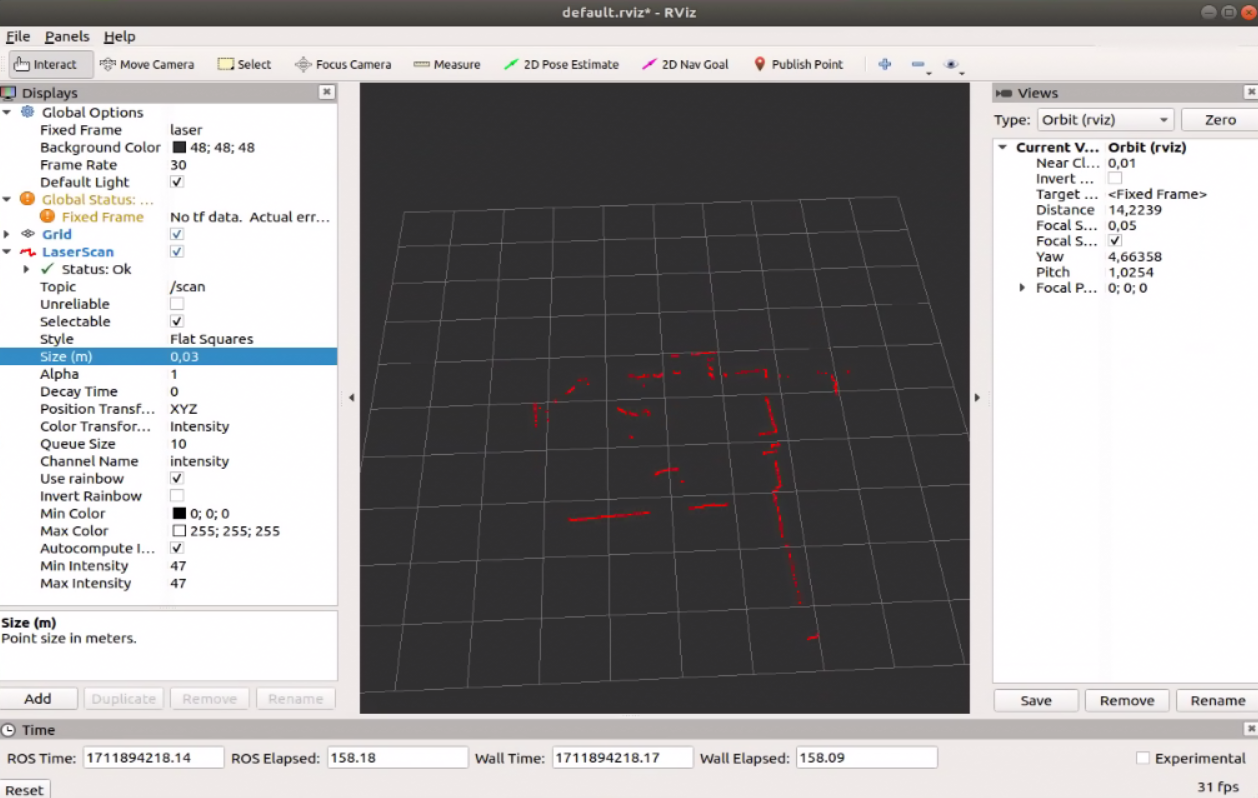 default.rviz* - RViz
File Panels Help
Interact Move Camera Select Focus Camera Measure 2D Pose Estimate 2D Nav Goal Publish Point
Displays
Global Options
Fixed Frame laser
Background Color 48; 48; 48
Frame Rate 30
Default Light
Global Status: ...
Fixed Frame No tf data. Actual err...
Grid
LaserScan
Status: Ok
Topic /scan
Unreliable
Selectable
Style Flat Squares
Size (m) 0,03
Alpha 1
Decay Time 0
Position Transf... XYZ
Color Transfor... Intensity
Queue Size 10
Channel Name intensity
Use rainbow
Invert Rainbow
Min Color 0; 0; 0
Max Color 255; 255; 255
Autocompute I...
Min Intensity 47
Max Intensity 47
Size (m)
Point size in meters.
Add Duplicate Remove Rename
Views
Type: Orbit (rviz) Zero
Current V... Orbit (rviz)
Near Cl... 0,01
Invert ...
Target ... <Fixed Frame>
Distance 14,2239
Focal S... 0,05
Focal S...
Yaw 4,66358
Pitch 1,0254
Focal P... 0; 0; 0
Save Remove Rename
Time
ROS Time: 1711894218.14 ROS Elapsed: 158.18 Wall Time: 1711894218.17 Wall Elapsed: 158.09 Experimental
Reset 31 fps